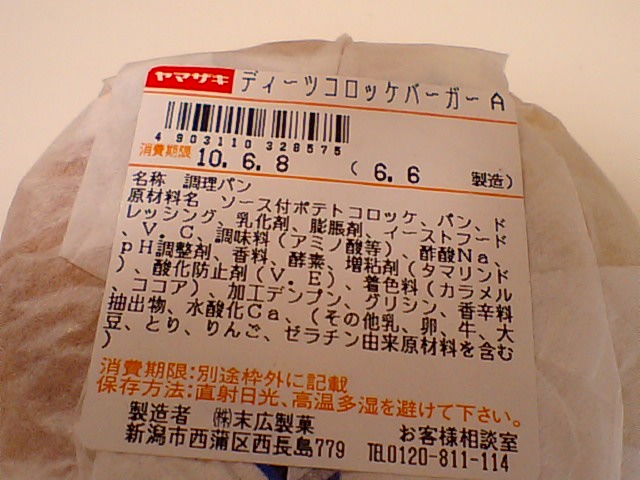 ヤマザキ ディーツコロッケバーガーA
4 903110 328575
消費期限 10.6.8 (6.6 製造)
名称 調理パン
原材料名 ソース付ポテトコロッケ、パン、ド
レッシング、乳化剤、膨脹剤、イーストフード
、V.C、調味料(アミノ酸等)、酢酸Na、
pH調整剤、香料、酵素、増粘剤(タマリンド
)、酸化防止剤(V.E)、着色料(カラメル
、ココア)、加工デンプン、グリシン、香辛料
抽出物、水酸化Ca、(その他乳、卵、牛、大
豆、とり、りんご、ゼラチン由来原材料を含む
)
消費期限:別途枠外に記載
保存方法:直射日光、高温多湿を避けて下さい。
製造者 ㈱末広製菓 お客様相談室
新潟市西蒲区西長島779 TEL0120-811-114